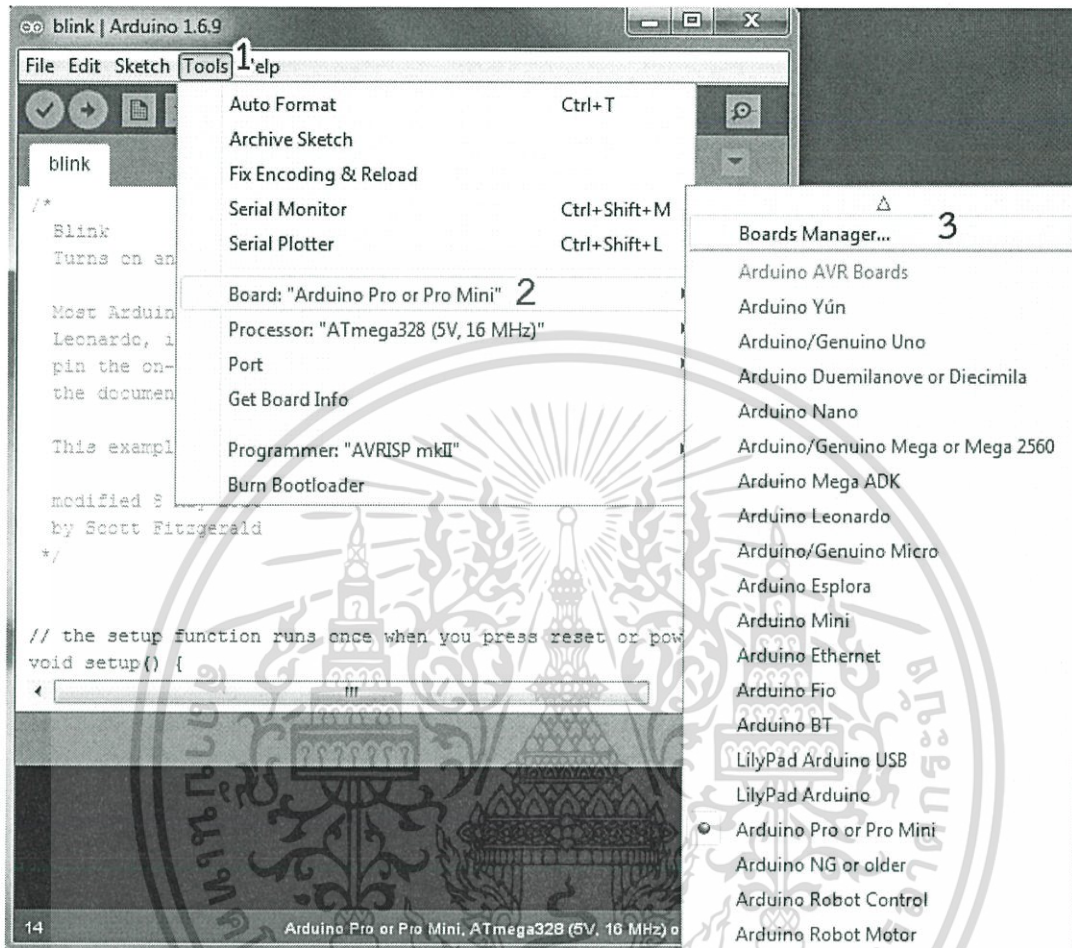 blink | Arduino 1.6.9
File Edit Sketch Tools 1 'elp
Auto Format Ctrl+T
Archive Sketch
Fix Encoding & Reload
Serial Monitor Ctrl+Shift+M
Serial Plotter Ctrl+Shift+L
Board: "Arduino Pro or Pro Mini" 2
Processor: "ATmega328 (5V, 16 MHz)"
Port
Get Board Info
Programmer: "AVRISP mkII"
Burn Bootloader
blink
/*
Blink
Turns on an
Most Arduin
Leonardo, i
pin the on-
the documen
This exampl
modified 8
by Scott Fitzgerald
*/
// the setup function runs once when you press reset or pow
void setup() {
14
Arduino Pro or Pro Mini, ATmega328 (5V, 16 MHz) o
Boards Manager... 3
Arduino AVR Boards
Arduino Yún
Arduino/Genuino Uno
Arduino Duemilanove or Diecimila
Arduino Nano
Arduino/Genuino Mega or Mega 2560
Arduino Mega ADK
Arduino Leonardo
Arduino/Genuino Micro
Arduino Esplora
Arduino Mini
Arduino Ethernet
Arduino Fio
Arduino BT
LilyPad Arduino USB
LilyPad Arduino
Arduino Pro or Pro Mini
Arduino NG or older
Arduino Robot Control
Arduino Robot Motor